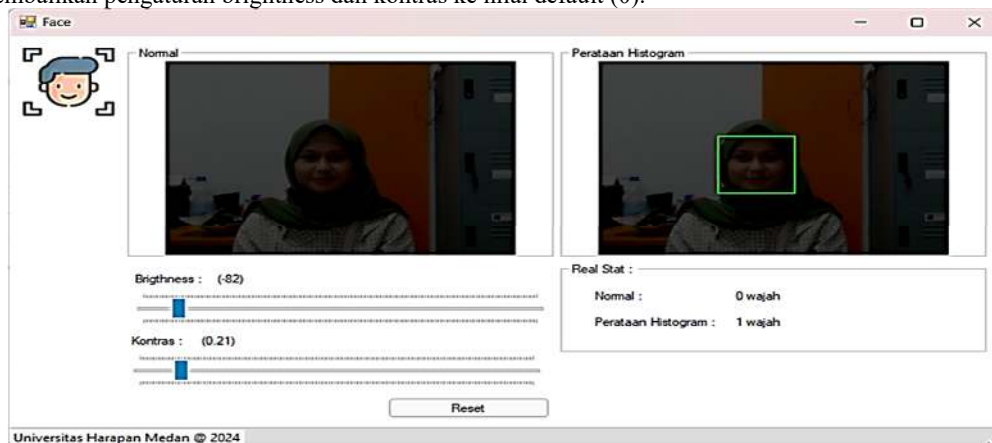 pengaturan brightness dan kontras ke nilai default (0).
Face
Normal
Perataan Histogram
Brigthness : (-82)
Kontras : (0.21)
Reset
Real Stat :
Normal : 0 wajah
Perataan Histogram : 1 wajah
Universitas Harapan Medan @ 2024